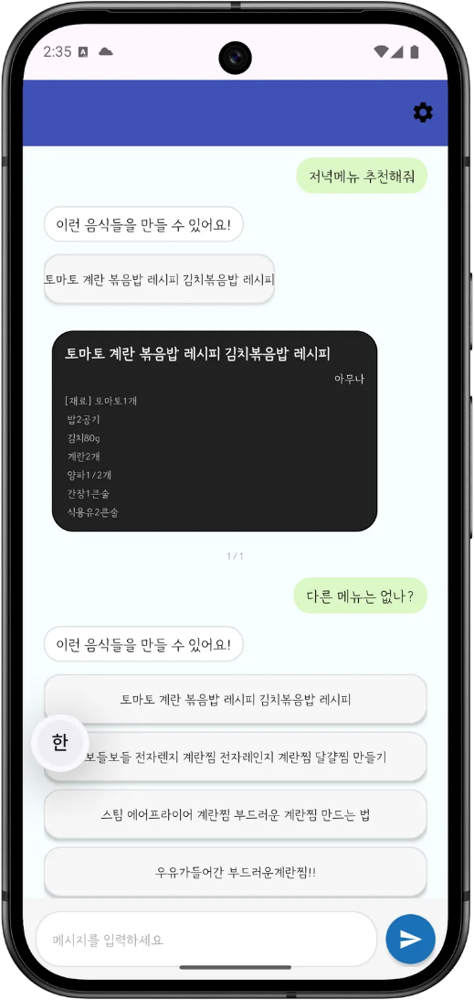 2:35
저녁메뉴 추천해줘
이런 음식들을 만들 수 있어요!
토마토 계란 볶음밥 레시피 김치볶음밥 레시피
토마토 계란 볶음밥 레시피 김치볶음밥 레시피
아무나
[재료] 토마토1개
밥2공기
김치80g
계란2개
양파1/2개
간장1큰술
식용유2큰술
1/1
다른 메뉴는 없나?
이런 음식들을 만들 수 있어요!
토마토 계란 볶음밥 레시피 김치볶음밥 레시피
한
보들보들 전자렌지 계란찜 전자레인지 계란찜 달걀찜 만들기
스팀 에어프라이어 계란찜 부드러운 계란찜 만드는 법
우유가들어간 부드러운계란찜!!
메시지를 입력하세요